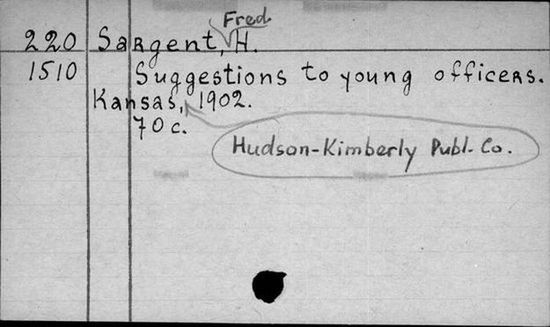 Fred
220 Sargent, H.
1510 Suggestions to young officers.
Kansas, 1902.
70 c.
Hudson-Kimberly Publ. Co.